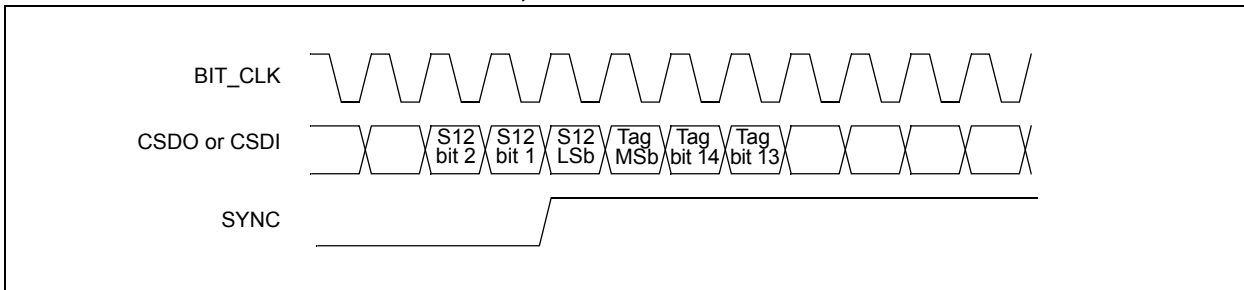 BIT_CLK
CSDO or CSDI
S12 bit 2
S12 bit 1
S12 LSb
Tag MSb
Tag bit 14
Tag bit 13
SYNC